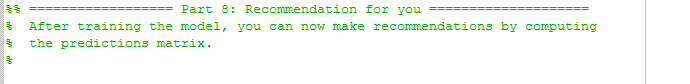 %% ================== Part 8: Recommendation for you ====================
%  After training the model, you can now make recommendations by computing
%  the predictions matrix.
%